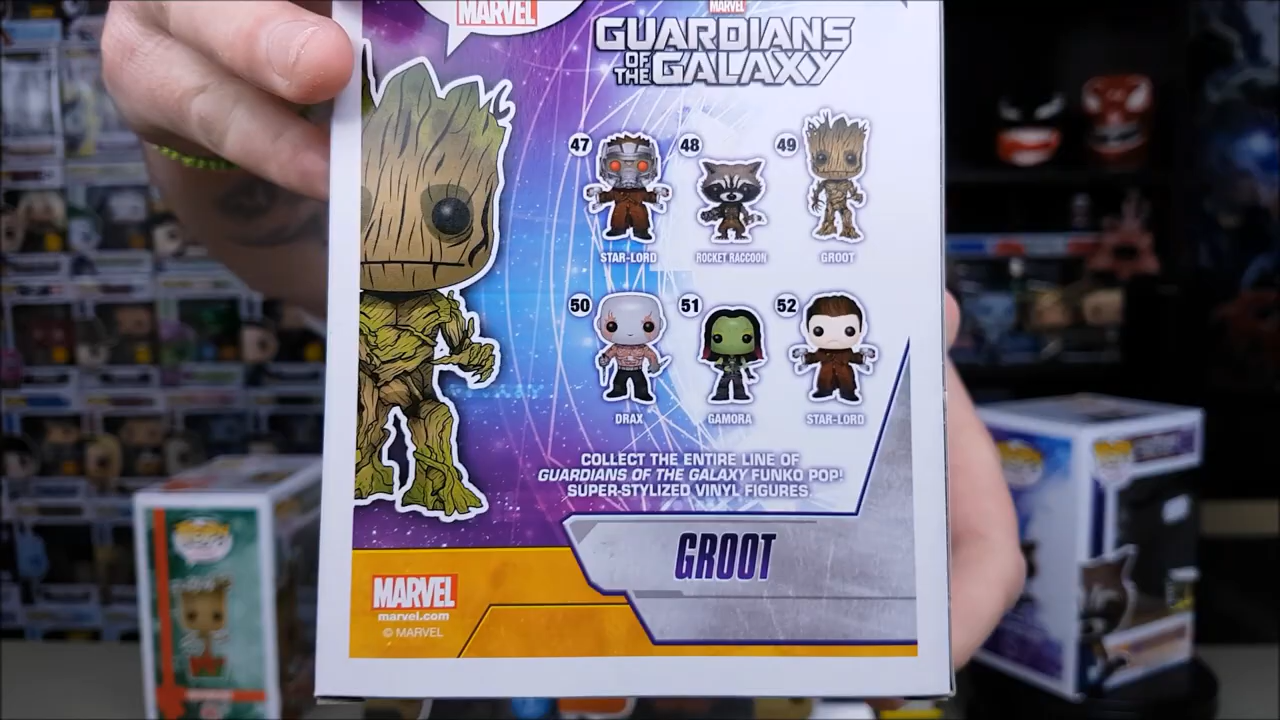 MARVEL
MARVEL
GUARDIANS
OF THE GALAXY
47
48
49
STAR-LORD
ROCKET RACCOON
GROOT
50
51
52
DRAX
GAMORA
STAR-LORD
COLLECT THE ENTIRE LINE OF
GUARDIANS OF THE GALAXY FUNKO POP!
SUPER-STYLIZED VINYL FIGURES.
GROOT
MARVEL
marvel.com
© MARVEL